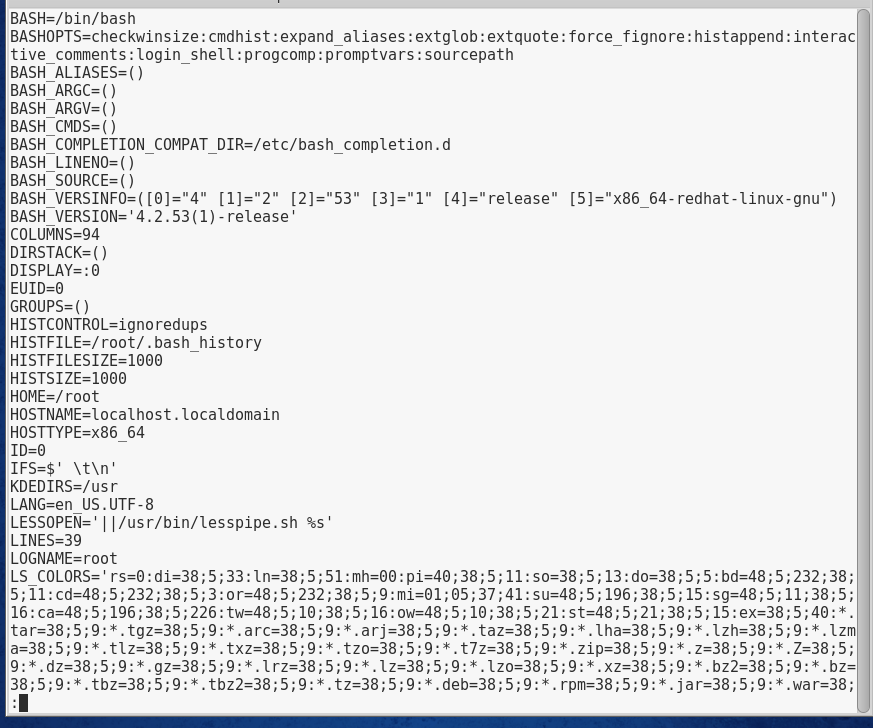 BASH=/bin/bash
BASHOPTS=checkwinsize:cmdhist:expand_aliases:extglob:extquote:force_fignore:histappend:interac
tive_comments:login_shell:progcomp:promptvars:sourcepath
BASH_ALIASES=()
BASH_ARGC=()
BASH_ARGV=()
BASH_CMDS=()
BASH_COMPLETION_COMPAT_DIR=/etc/bash_completion.d
BASH_LINENO=()
BASH_SOURCE=()
BASH_VERSINFO=([0]="4" [1]="2" [2]="53" [3]="1" [4]="release" [5]="x86_64-redhat-linux-gnu")
BASH_VERSION='4.2.53(1)-release'
COLUMNS=94
DIRSTACK=()
DISPLAY=:0
EUID=0
GROUPS=()
HISTCONTROL=ignoredups
HISTFILE=/root/.bash_history
HISTFILESIZE=1000
HISTSIZE=1000
HOME=/root
HOSTNAME=localhost.localdomain
HOSTTYPE=x86_64
ID=0
IFS=$' \t\n'
KDEDIRS=/usr
LANG=en_US.UTF-8
LESSOPEN='||/usr/bin/lesspipe.sh %s'
LINES=39
LOGNAME=root
LS_COLORS='rs=0:di=38;5;33:ln=38;5;51:mh=00:pi=40;38;5;11:so=38;5;13:do=38;5;5:bd=48;5;232;38;
5;11:cd=48;5;232;38;5;3:or=48;5;232;38;5;9:mi=01;05;37;41:su=48;5;196;38;5;15:sg=48;5;11;38;5;
16:ca=48;5;196;38;5;226:tw=48;5;10;38;5;16:ow=48;5;10;38;5;21:st=48;5;21;38;5;15:ex=38;5;40:*.
tar=38;5;9:*.tgz=38;5;9:*.arc=38;5;9:*.arj=38;5;9:*.taz=38;5;9:*.lha=38;5;9:*.lzh=38;5;9:*.lzm
a=38;5;9:*.tlz=38;5;9:*.txz=38;5;9:*.tzo=38;5;9:*.t7z=38;5;9:*.zip=38;5;9:*.z=38;5;9:*.Z=38;5;
9:*.dz=38;5;9:*.gz=38;5;9:*.lrz=38;5;9:*.lz=38;5;9:*.lzo=38;5;9:*.xz=38;5;9:*.bz2=38;5;9:*.bz=
38;5;9:*.tbz=38;5;9:*.tbz2=38;5;9:*.tz=38;5;9:*.deb=38;5;9:*.rpm=38;5;9:*.jar=38;5;9:*.war=38;
: